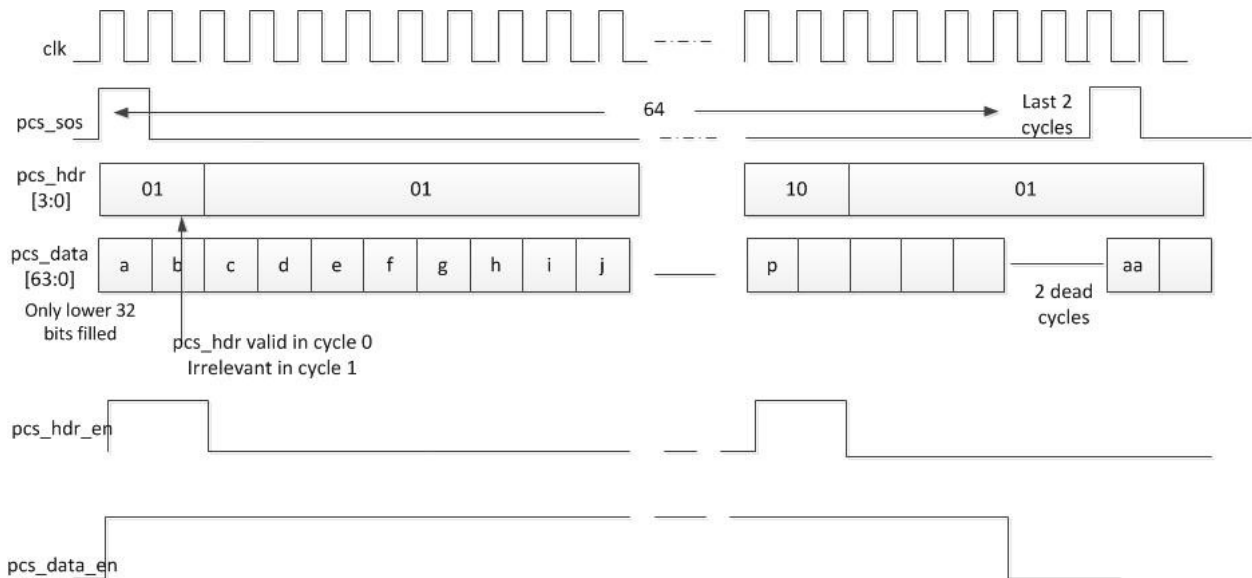 clk
pcs_sos
64
Last 2
cycles
pcs_hdr
[3:0]
01
01
10
01
pcs_data
[63:0]
a b c d e f g h i j
p
aa
Only lower 32
bits filled
2 dead
cycles
pcs_hdr valid in cycle 0
Irrelevant in cycle 1
pcs_hdr_en
pcs_data_en